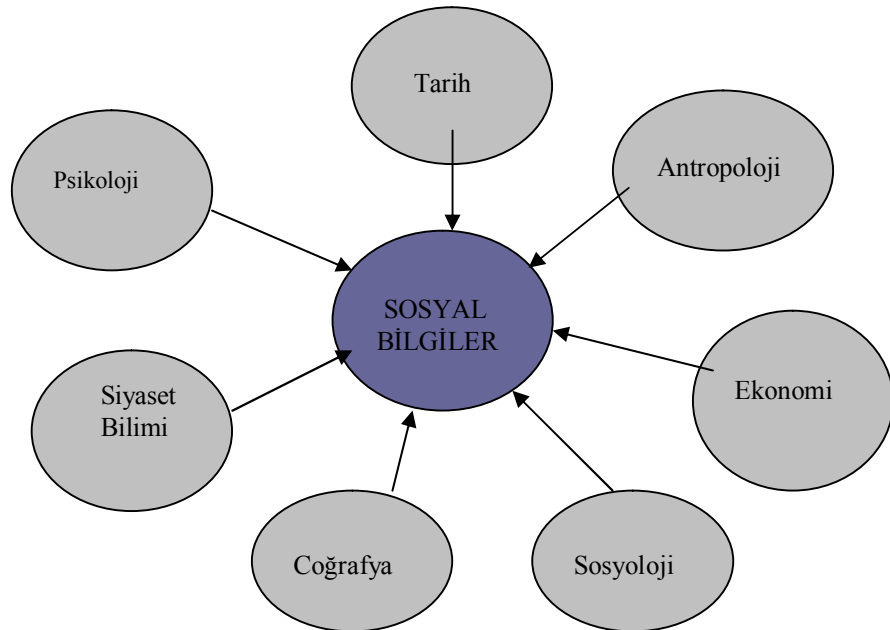 Tarih
Antropoloji
Psikoloji
SOSYAL
BİLGİLER
Ekonomi
Siyaset
Bilimi
Coğrafya
Sosyoloji